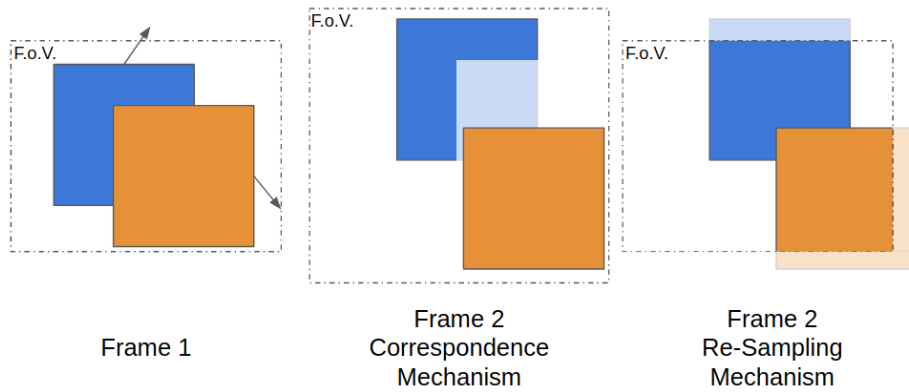 F.o.V.
F.o.V.
F.o.V.
Frame 1
Frame 2
Correspondence
Mechanism
Frame 2
Re-Sampling
Mechanism